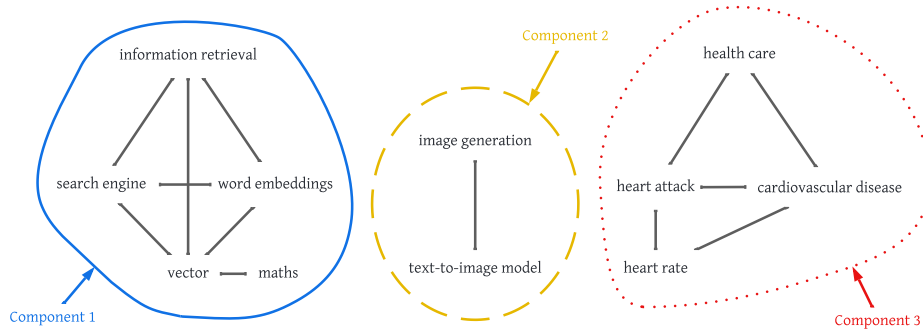 information retrieval
search engine
word embeddings
vector
maths
Component 1
Component 2
image generation
text-to-image model
health care
heart attack
cardiovascular disease
heart rate
Component 3